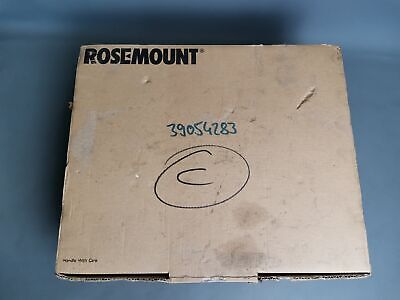 ROSEMOUNT®
39054283
C
Handle With Care